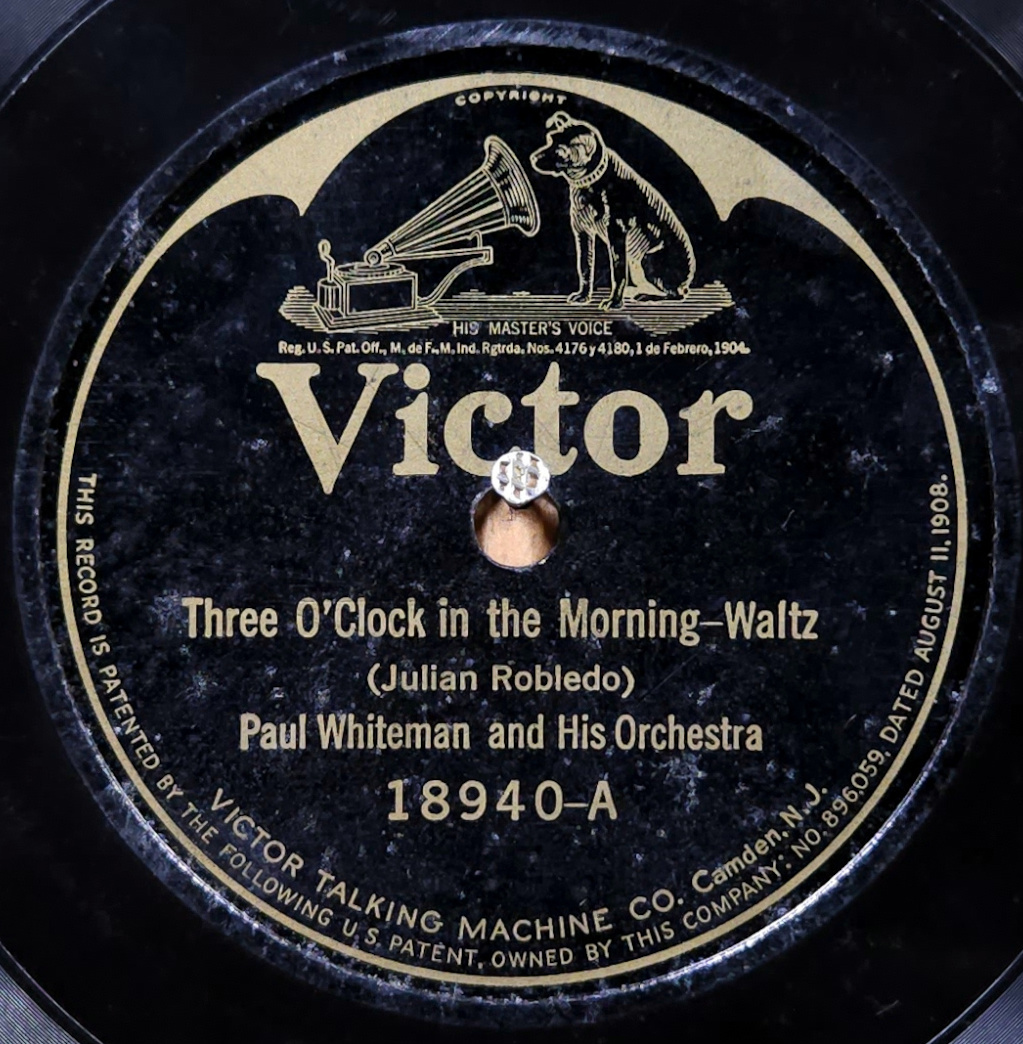 COPYRIGHT
HIS MASTER'S VOICE
Reg. U.S. Pat. Off., M. de F., M. Ind. Rgtrda. Nos. 4176 y 4180, 1 de Febrero, 1904.
Victor
Three O'Clock in the Morning–Waltz
(Julian Robledo)
Paul Whiteman and His Orchestra
18940–A
VICTOR TALKING MACHINE CO. Camden, N.J.
THIS RECORD IS PATENTED BY THE FOLLOWING U.S. PATENT, OWNED BY THIS COMPANY: NO. 896059, DATED AUGUST 11, 1908.